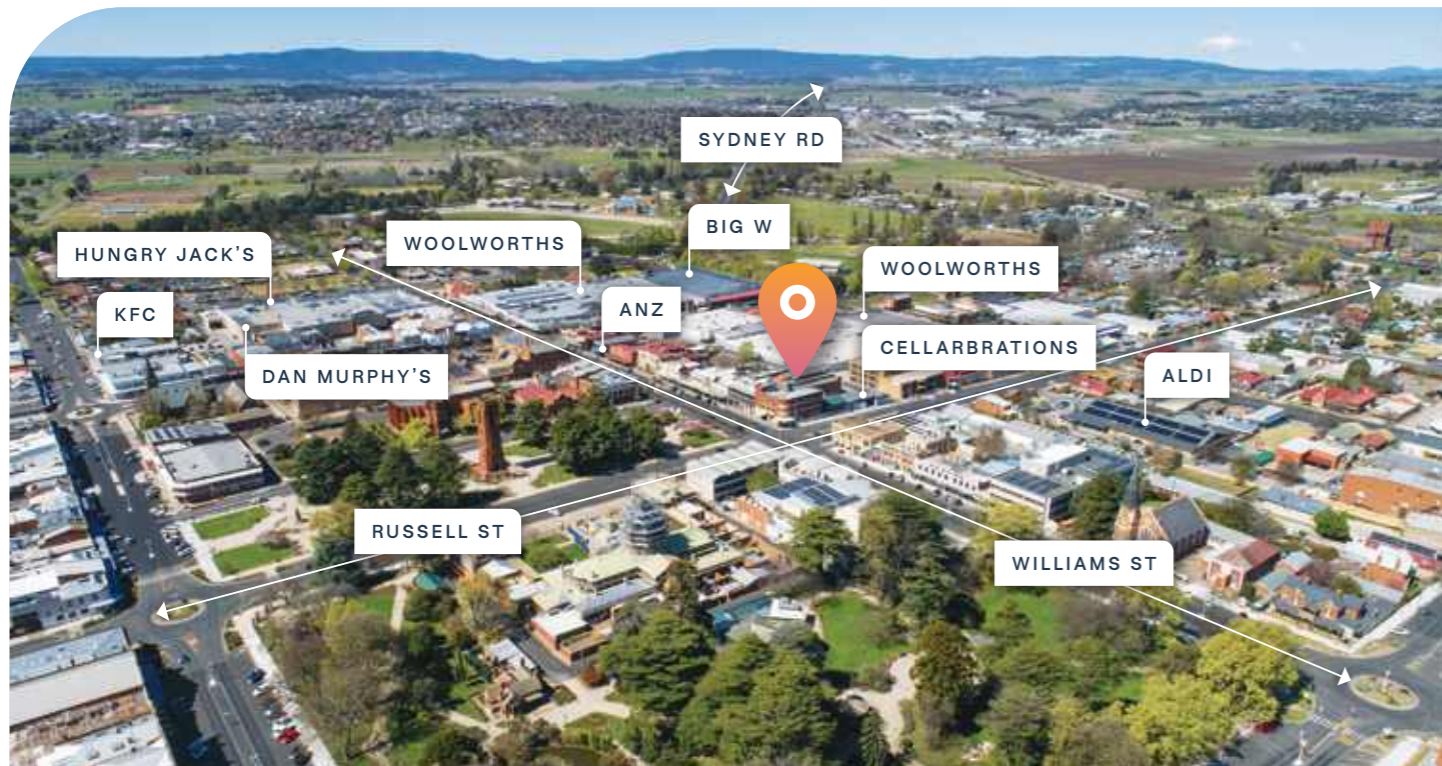 SYDNEY RD
BIG W
HUNGRY JACK'S
WOOLWORTHS
WOOLWORTHS
KFC
ANZ
CELLARBRATIONS
DAN MURPHY'S
ALDI
RUSSELL ST
WILLIAMS ST